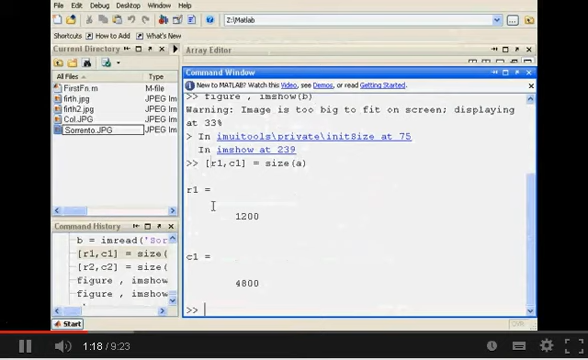 File Edit Debug Desktop Window Help
Z:\Matlab
Shortcuts How to Add What's New
Current Directory
Array Editor
All Files Type
FirstFn.m M-file
firth.jpg JPEG Im
firth2.jpg JPEG Im
Col.JPG JPEG Im
Sorrento.JPG JPEG Im
Command Window
New to MATLAB? Watch this Video, see Demos, or read Getting Started.
>> figure , imshow(b)
Warning: Image is too big to fit on screen; displaying
at 33%
> In imuitools\private\initSize at 75
In imshow at 239
>> [r1,c1] = size(a)
r1 =
1200
c1 =
4800
>>
Command History
b = imread('Sor
[r1,c1] = size(
[r2,c2] = size(
figure , imshow
figure , imshow
Start
OVR
1:18 / 9:23